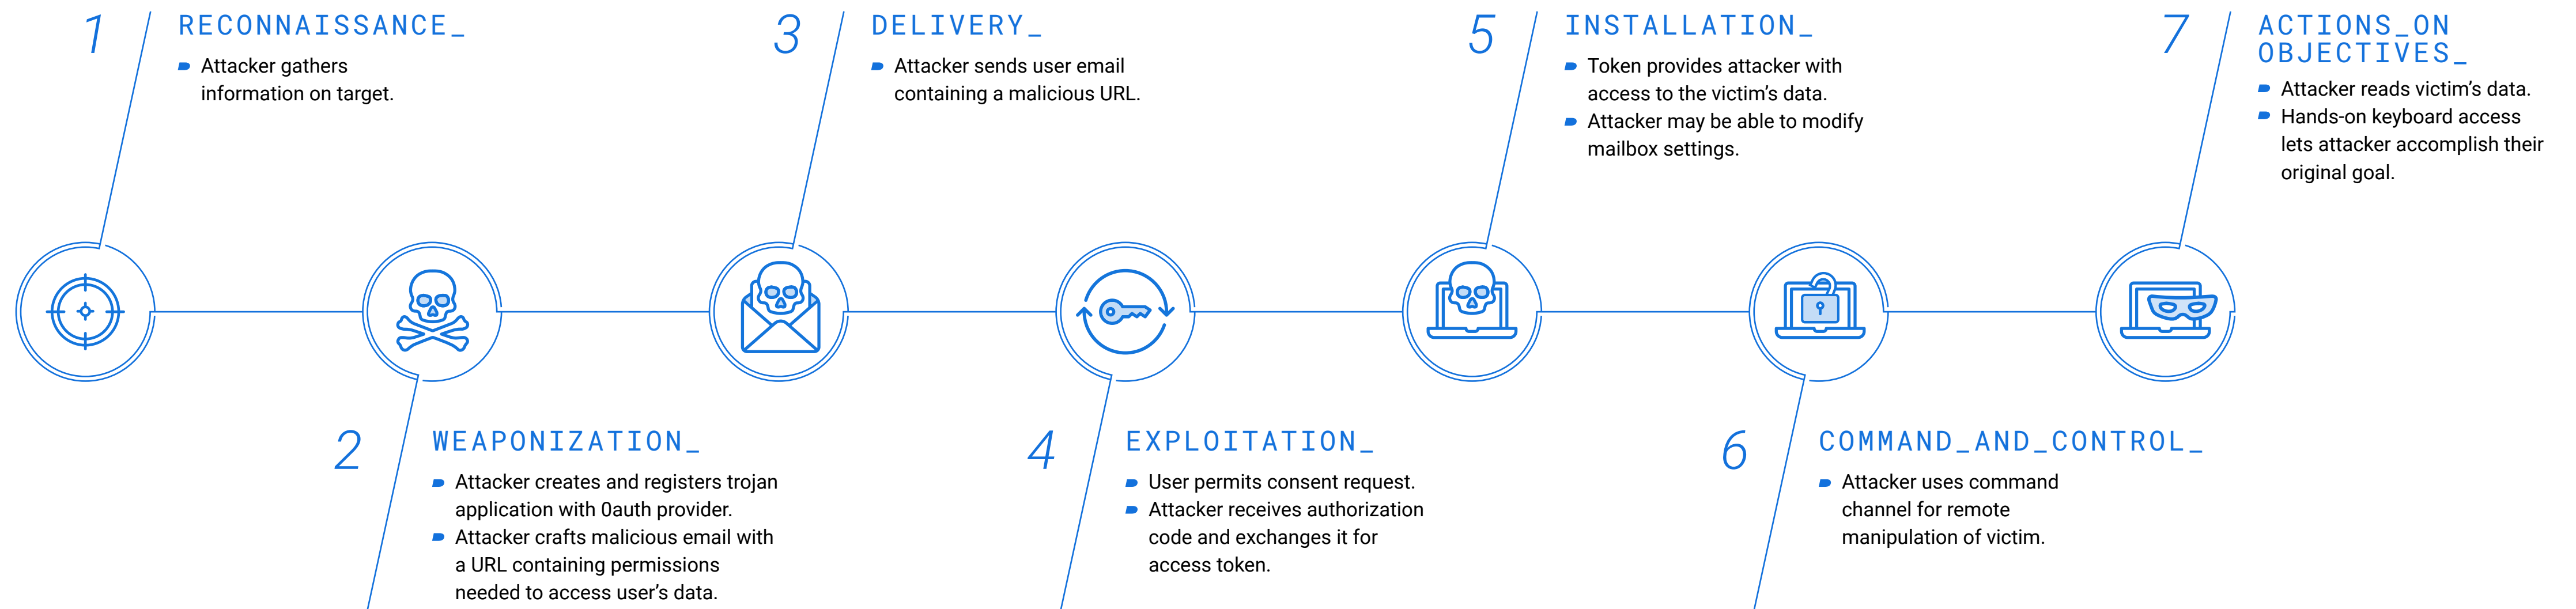 1
RECONNAISSANCE_
Attacker gathers
information on target.
2
WEAPONIZATION_
Attacker creates and registers trojan
application with 0auth provider.
Attacker crafts malicious email with
a URL containing permissions
needed to access user's data.
3
DELIVERY_
Attacker sends user email
containing a malicious URL.
4
EXPLOITATION_
User permits consent request.
Attacker receives authorization
code and exchanges it for
access token.
5
INSTALLATION_
Token provides attacker with
access to the victim's data.
Attacker may be able to modify
mailbox settings.
6
COMMAND_AND_CONTROL_
Attacker uses command
channel for remote
manipulation of victim.
7
ACTIONS_ON
OBJECTIVES_
Attacker reads victim's data.
Hands-on keyboard access
lets attacker accomplish their
original goal.